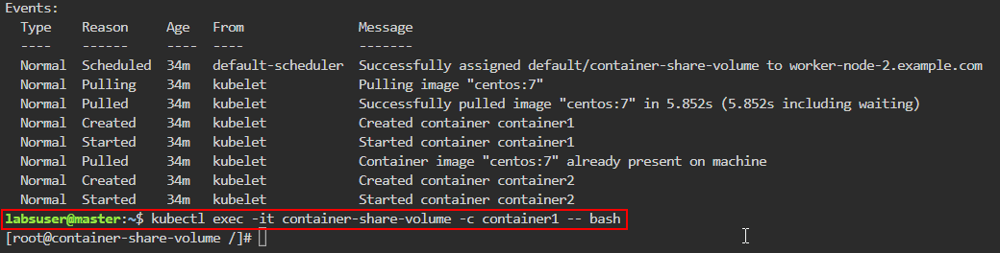 Events:
  Type    Reason     Age   From               Message
  ----    ------     ----  ----               -------
  Normal  Scheduled  34m   default-scheduler  Successfully assigned default/container-share-volume to worker-node-2.example.com
  Normal  Pulling    34m   kubelet            Pulling image "centos:7"
  Normal  Pulled     34m   kubelet            Successfully pulled image "centos:7" in 5.852s (5.852s including waiting)
  Normal  Created    34m   kubelet            Created container container1
  Normal  Started    34m   kubelet            Started container container1
  Normal  Pulled     34m   kubelet            Container image "centos:7" already present on machine
  Normal  Created    34m   kubelet            Created container container2
  Normal  Started    34m   kubelet            Started container container2
labsuser@master:~$ kubectl exec -it container-share-volume -c container1 -- bash
[root@container-share-volume /]#